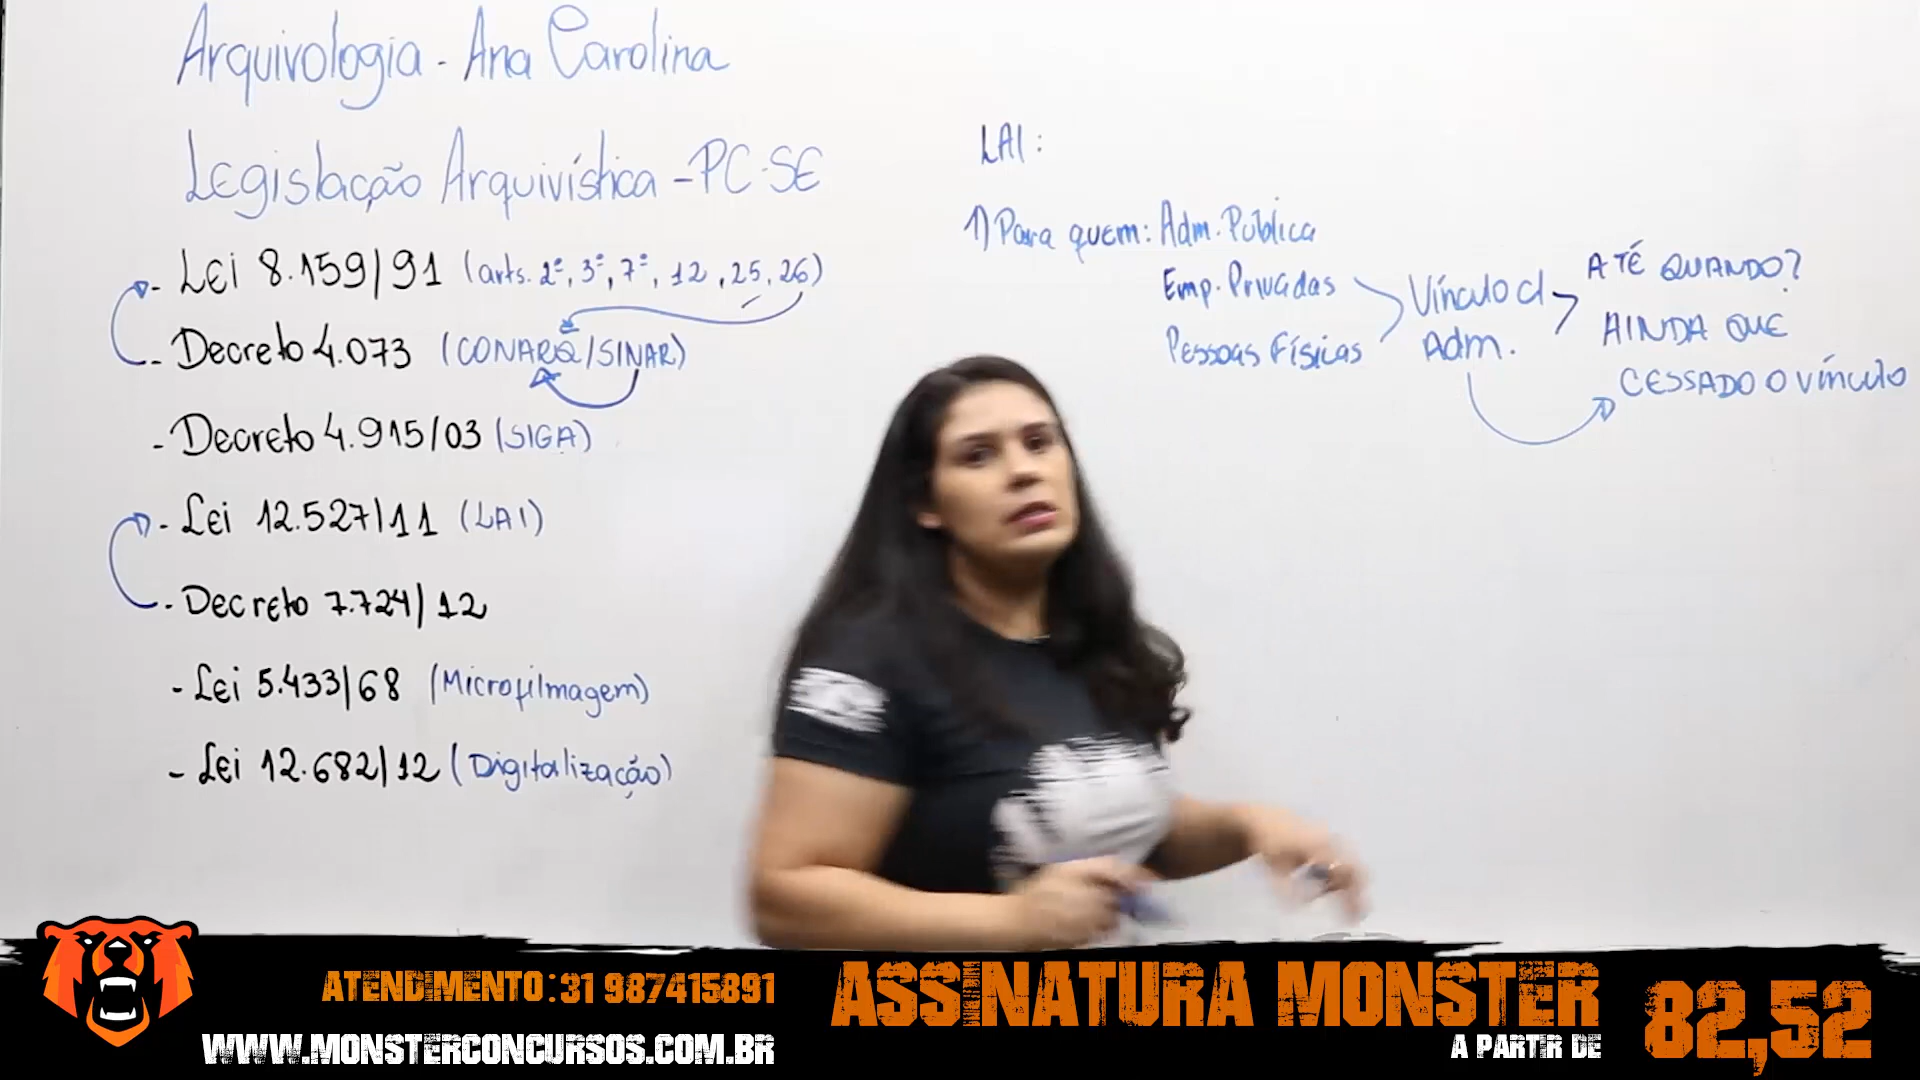 Arquivologia - Ana Carolina
Legislação Arquivística - PC-SE
- Lei 8.159/91 (arts. 2º, 3º, 7º, 12, 25, 26)
- Decreto 4.073 (CONARQ/SINAR)
- Decreto 4.915/03 (SIGA)
- Lei 12.527/11 (LAI)
- Decreto 7.724/12
- Lei 5.433/68 (Microfilmagem)
- Lei 12.682/12 (Digitalização)
LAI:
1) Para quem: Adm. Pública
Emp. Privadas
Pessoas Físicas
Vínculo c/
Adm.
ATÉ QUANDO?
AINDA QUE
CESSADO O VÍNCULO
ATENDIMENTO: 31 987415891
WWW.MONSTERCONCURSOS.COM.BR
ASSINATURA MONSTER
A PARTIR DE
82,52